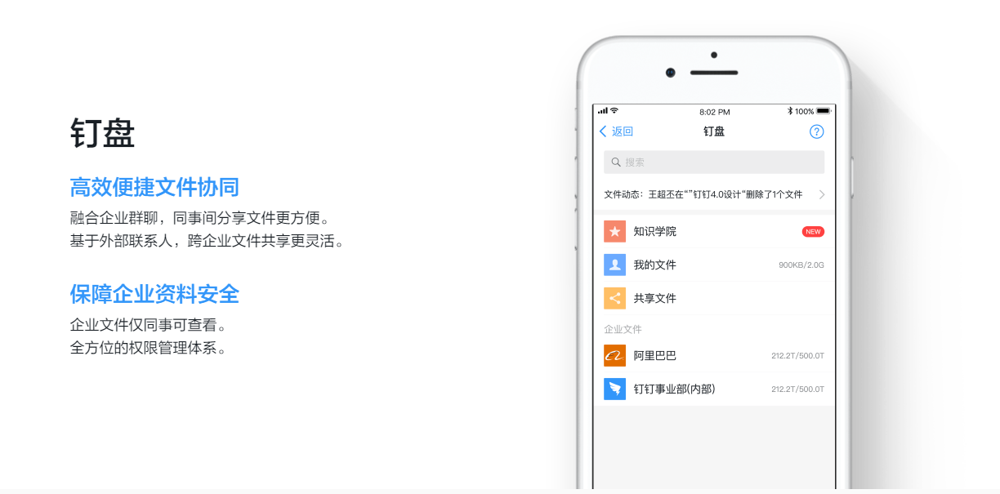 钉盘
高效便捷文件协同
融合企业群聊，同事间分享文件更方便。
基于外部联系人，跨企业文件共享更灵活。
保障企业资料安全
企业文件仅同事可查看。
全方位的权限管理体系。
8:02 PM
100%
返回
钉盘
?
搜索
文件动态：王超丕在“”钉钉4.0设计“删除了1个文件
知识学院
NEW
我的文件
900KB/2.0G
共享文件
企业文件
阿里巴巴
212.2T/500.0T
钉钉事业部(内部)
212.2T/500.0T